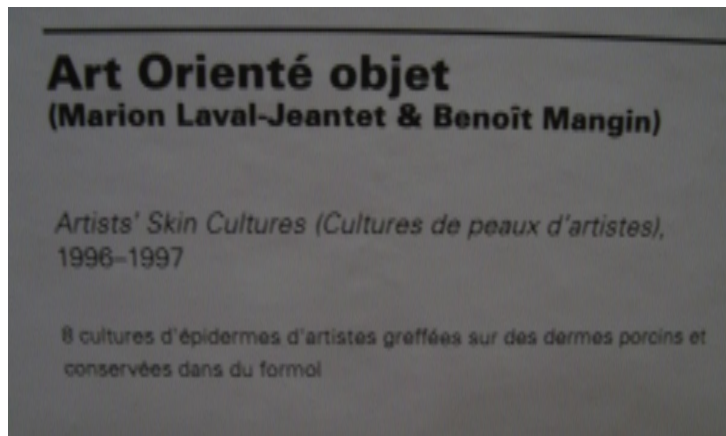 Art Orienté objet
(Marion Laval-Jeantet & Benoît Mangin)
Artists' Skin Cultures (Cultures de peaux d'artistes),
1996–1997
8 cultures d'épidermes d'artistes greffées sur des dermes porcins et
conservées dans du formol